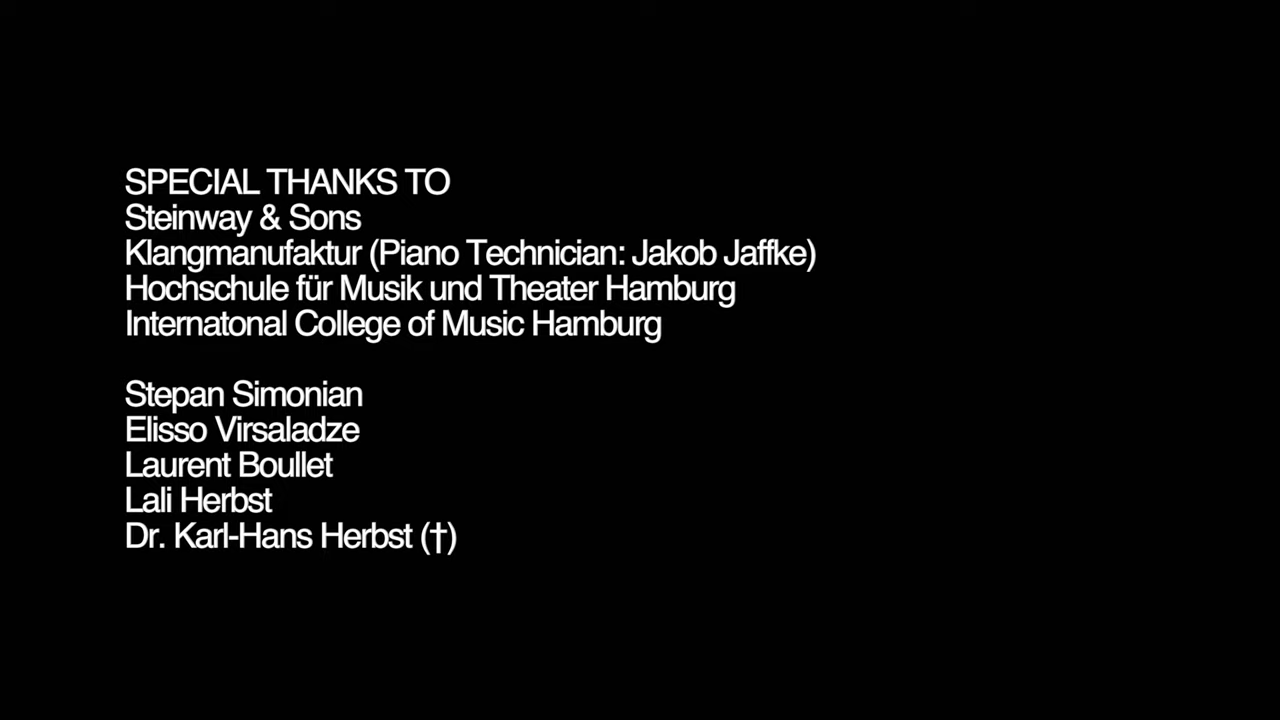 SPECIAL THANKS TO
Steinway & Sons
Klangmanufaktur (Piano Technician: Jakob Jaffke)
Hochschule für Musik und Theater Hamburg
Internatonal College of Music Hamburg
Stepan Simonian
Elisso Virsaladze
Laurent Boullet
Lali Herbst
Dr. Karl-Hans Herbst (†)